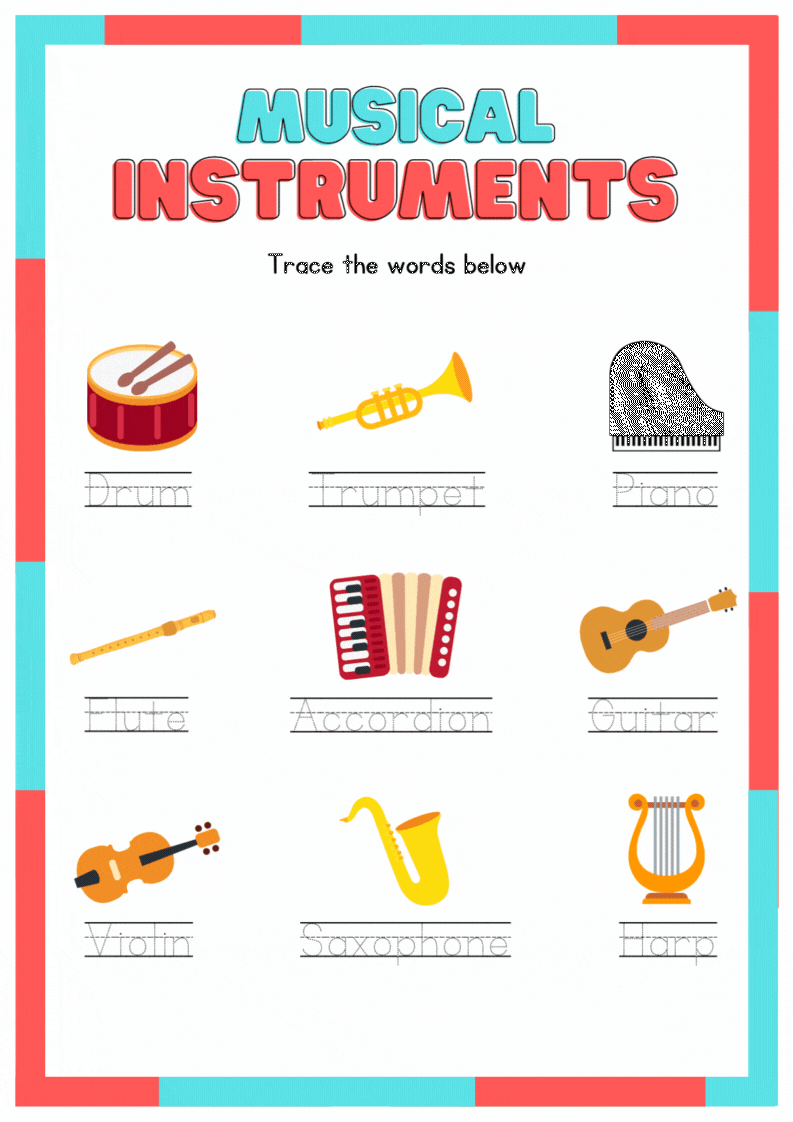 MUSICAL
INSTRUMENTS
Trace the words below
Drum Trumpet Piano
Flute Accordion Guitar
Violin Saxophone Harp